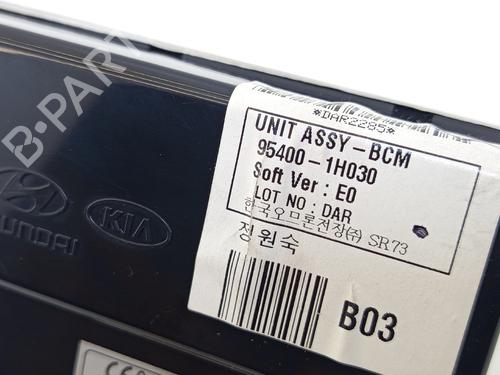 B-PARTS
*DAR2285*
UNIT ASSY-BCM
95400-1H030
Soft Ver : E0
LOT NO : DAR
한국오므론전장(주) SR73
정원숙
B03
HYUNDAI
KIA